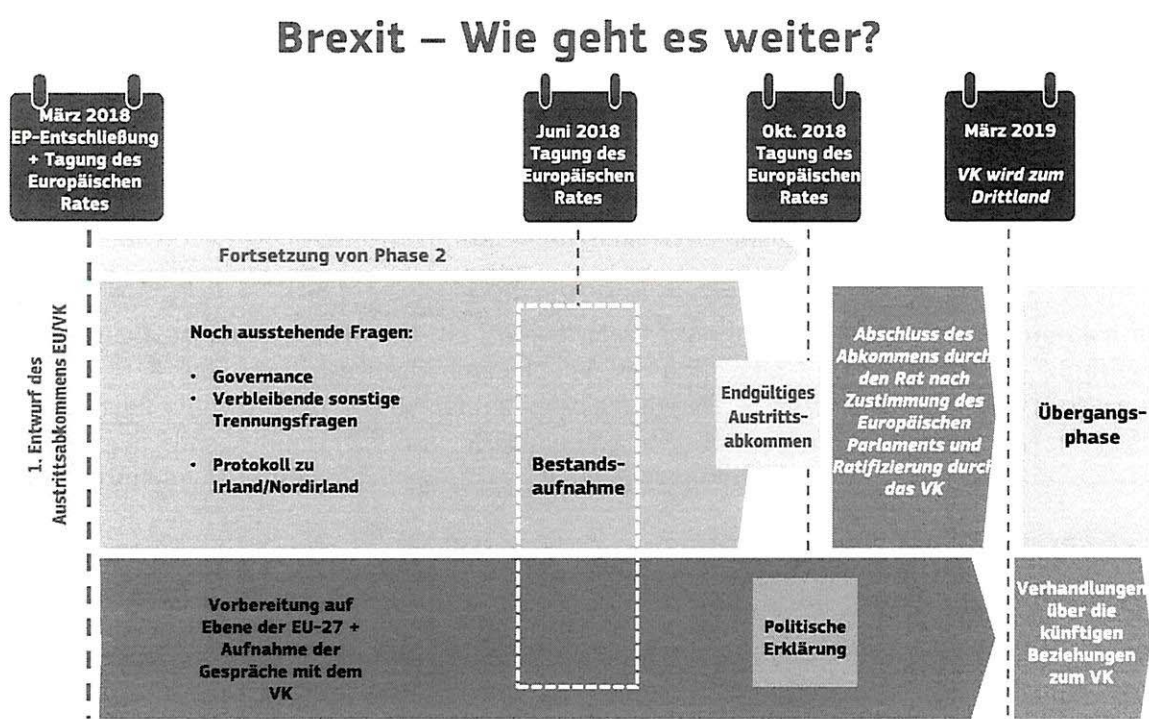 Brexit – Wie geht es weiter?
März 2018
EP-Entschließung
+ Tagung des
Europäischen
Rates
Juni 2018
Tagung des
Europäischen
Rates
Okt. 2018
Tagung des
Europäischen
Rates
März 2019
VK wird zum
Drittland
Fortsetzung von Phase 2
1. Entwurf des
Austrittsabkommens EU/VK
Noch ausstehende Fragen:
• Governance
• Verbleibende sonstige
Trennungsfragen
• Protokoll zu
Irland/Nordirland
Bestands-
aufnahme
Endgültiges
Austritts-
abkommen
Abschluss des
Abkommens durch
den Rat nach
Zustimmung des
Europäischen
Parlaments und
Ratifizierung durch
das VK
Übergangs-
phase
Vorbereitung auf
Ebene der EU-27 +
Aufnahme der
Gespräche mit dem
VK
Politische
Erklärung
Verhandlungen
über die
künftigen
Beziehungen
zum VK